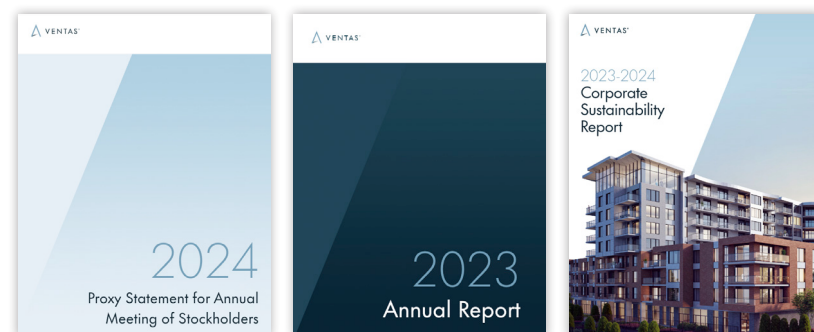 VENTAS®
2024
Proxy Statement for Annual
Meeting of Stockholders
VENTAS®
2023
Annual Report
VENTAS®
2023-2024
Corporate
Sustainability
Report